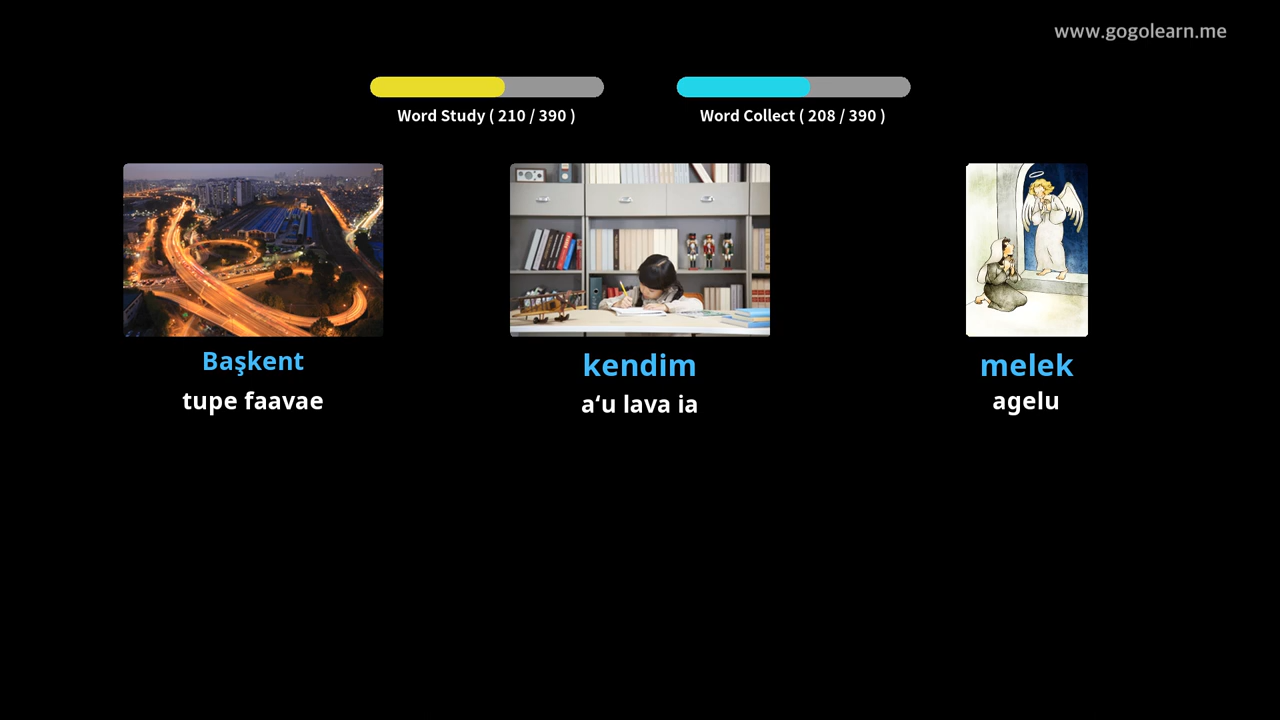 www.gogolearn.me
Word Study ( 210 / 390 )
Word Collect ( 208 / 390 )
Başkent
kendim
melek
tupe faavae
aʻu lava ia
agelu